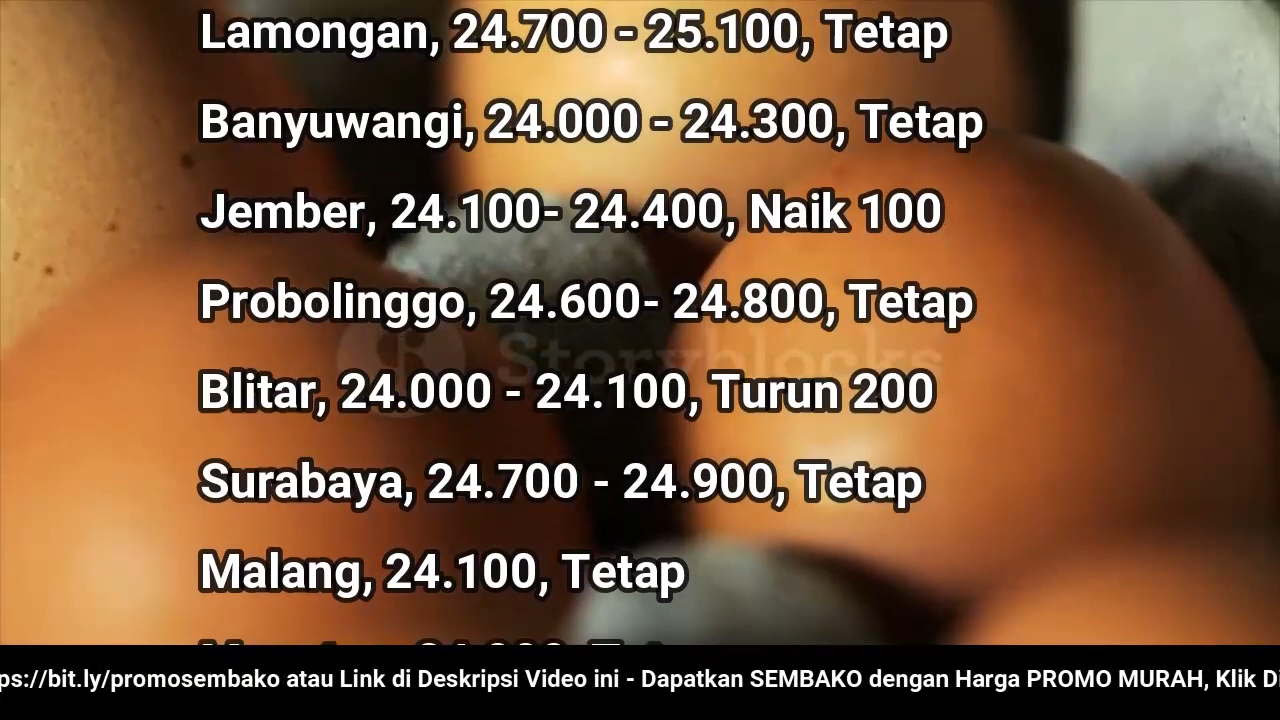 Lamongan, 24.700 - 25.100, Tetap
Banyuwangi, 24.000 - 24.300, Tetap
Jember, 24.100- 24.400, Naik 100
Probolinggo, 24.600- 24.800, Tetap
Storyblocks
Blitar, 24.000 - 24.100, Turun 200
Surabaya, 24.700 - 24.900, Tetap
Malang, 24.100, Tetap
ps://bit.ly/promosembako atau Link di Deskripsi Video ini - Dapatkan SEMBAKO dengan Harga PROMO MURAH, Klik Di